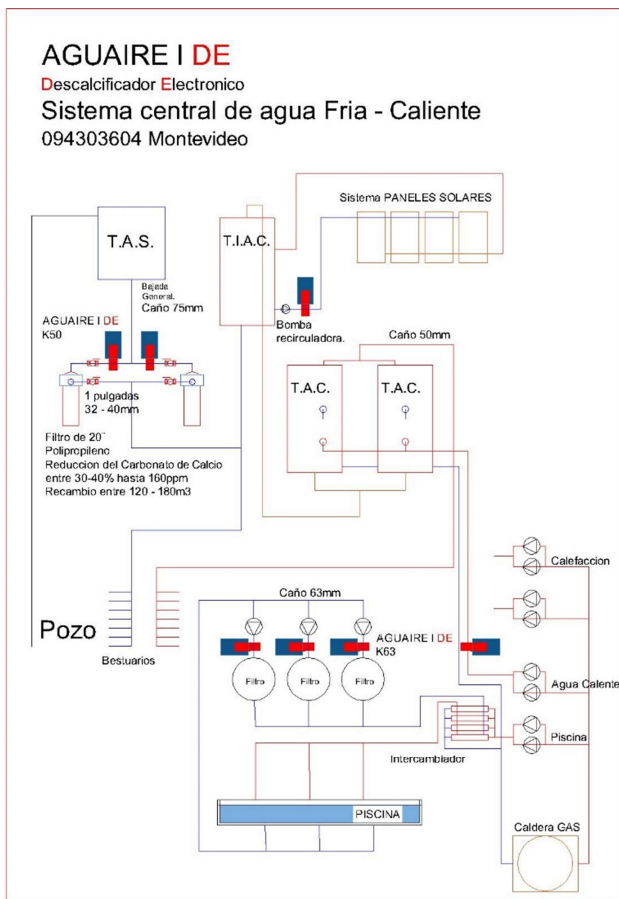 AGUAIRE I DE
Descalcificador Electronico
Sistema central de agua Fria - Caliente
094303604 Montevideo
Sistema PANELES SOLARES
T.A.S.
T.I.A.C.
Bajada
General.
Caño 75mm
AGUAIRE I DE
K50
Bomba
recirculadora.
Caño 50mm
T.A.C.
T.A.C.
1 pulgadas
32 - 40mm
Filtro de 20¨
Polipropileno
Reduccion del Carbonato de Calcio
entre 30-40% hasta 160ppm
Recambio entre 120 - 180m3
Calefaccion
Caño 63mm
Pozo
Bestuarios
AGUAIRE I DE
K63
Filtro
Filtro
Filtro
Agua Calente
Piscina
Intercambiador
PISCINA
Caldera GAS